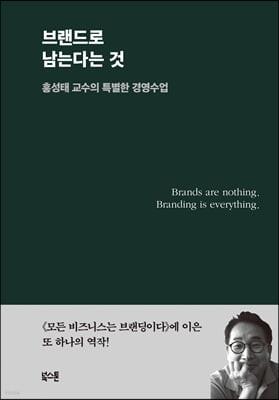 브랜드로
남는다는 것
홍성태 교수의 특별한 경영수업
Brands are nothing.
Branding is everything.
《모든 비즈니스는 브랜딩이다》에 이은
또 하나의 역작!
북스톤